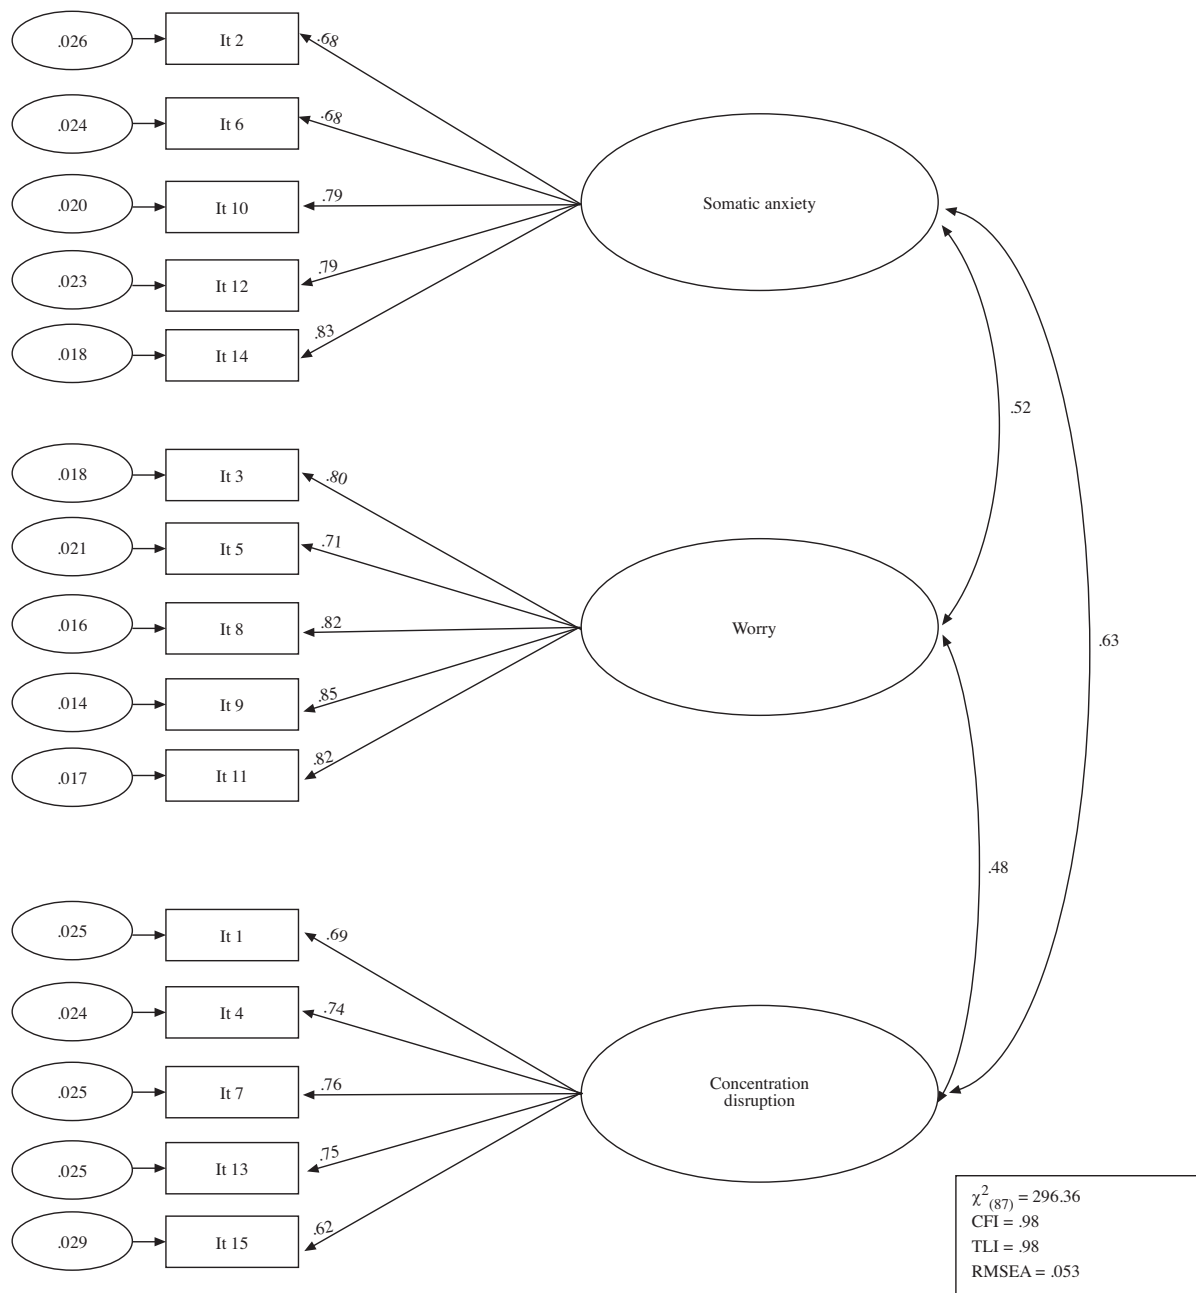 .026 It 2 .68
.024 It 6 .68
.020 It 10 .79
Somatic anxiety
.023 It 12 .79
.018 It 14 .83
.52
.018 It 3 .80
.021 It 5 .71
.016 It 8 .82
Worry
.63
.014 It 9 .85
.017 It 11 .82
.48
.025 It 1 .69
.024 It 4 .74
.025 It 7 .76
Concentration
disruption
.025 It 13 .75
.029 It 15 .62
χ²₍₈₇₎ = 296.36
CFI = .98
TLI = .98
RMSEA = .053